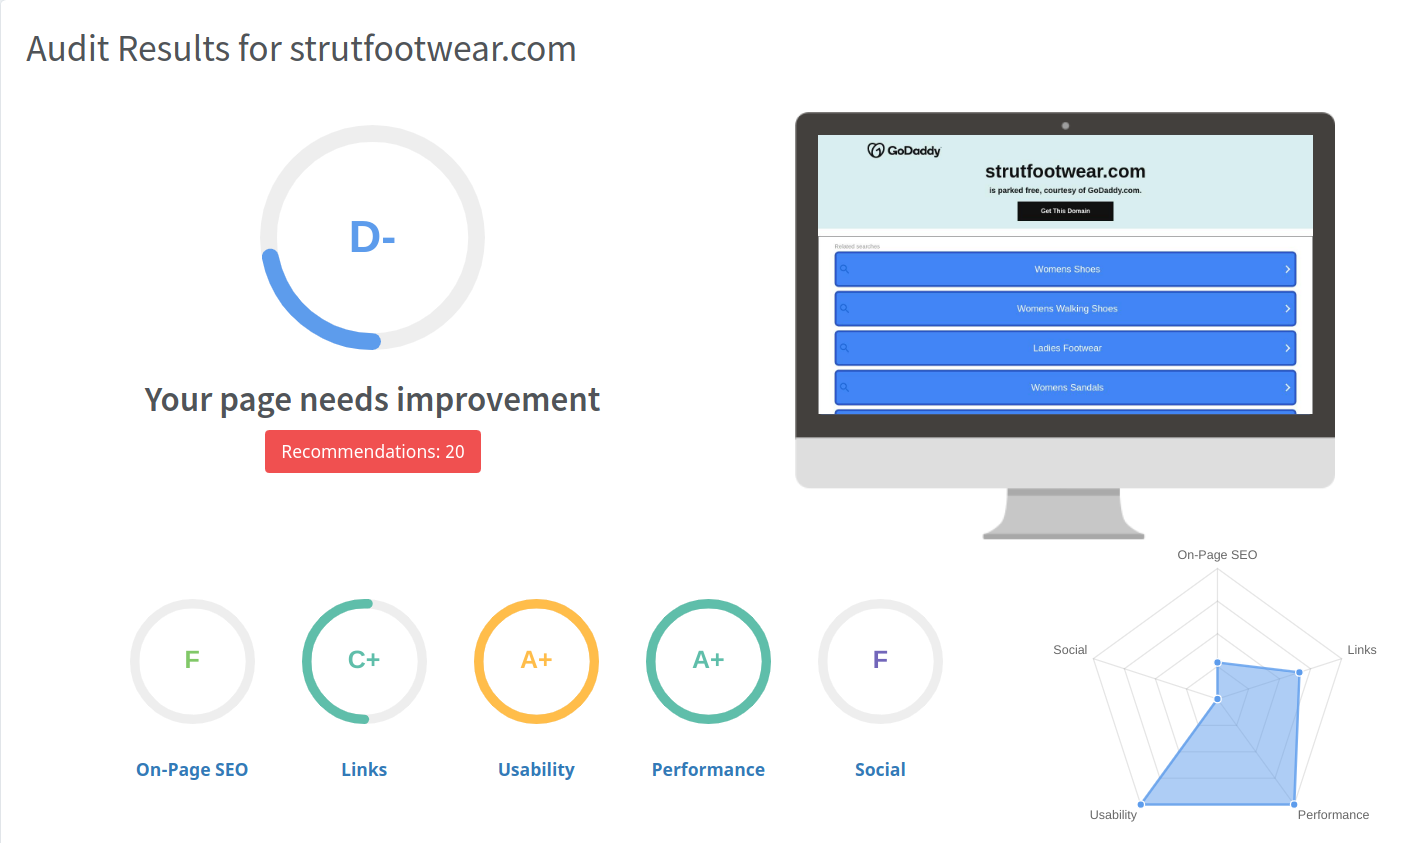 Audit Results for strutfootwear.com
D-
Your page needs improvement
Recommendations: 20
GoDaddy
strutfootwear.com
is parked free, courtesy of GoDaddy.com.
Get This Domain
Related searches
Womens Shoes
Womens Walking Shoes
Ladies Footwear
Womens Sandals
F
C+
A+
A+
F
On-Page SEO
Links
Usability
Performance
Social
On-Page SEO
Social
Links
Usability
Performance